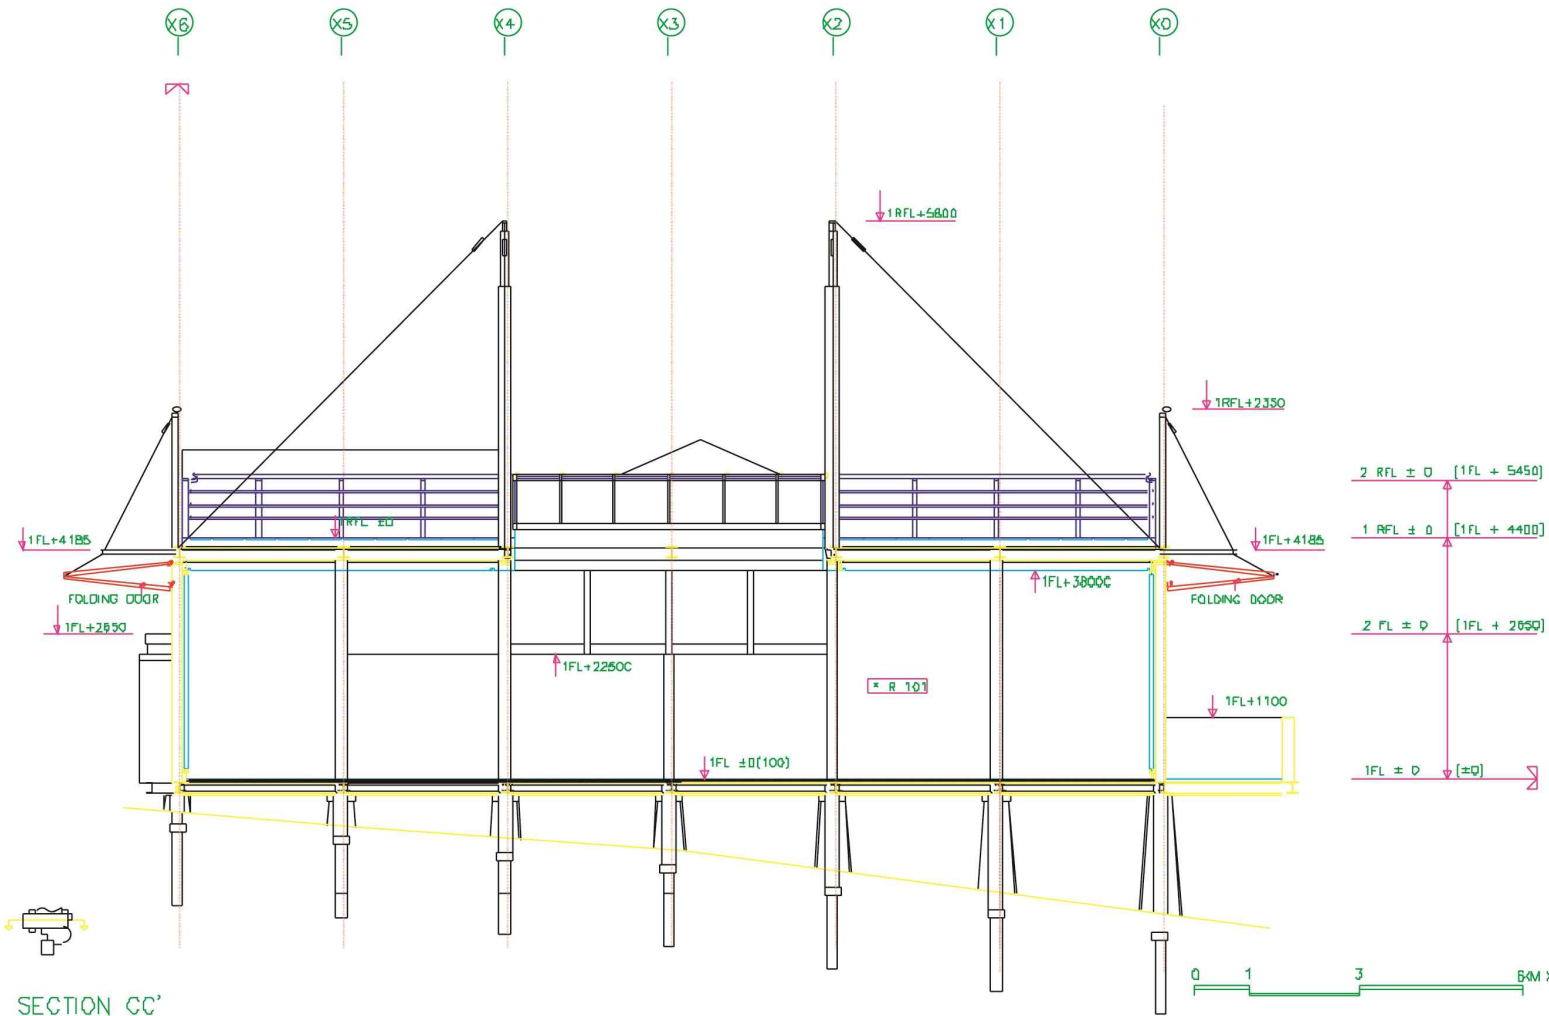 X6 X5 X4 X3 X2 X1 X0
1RFL+5800
1RFL+2350
2 RFL ± 0 [1FL + 5450]
1RFL ±0
1 RFL ± 0 [1FL + 4400]
1FL+4185
1FL+4185
1FL+3800C
FOLDING DOOR
FOLDING DOOR
1FL+2650
2 FL ± 0 [1FL + 2650]
1FL+2250C
* R 101
1FL+1100
1FL ±0(100)
1FL ± 0 [±0]
0 1 3
SECTION CC'